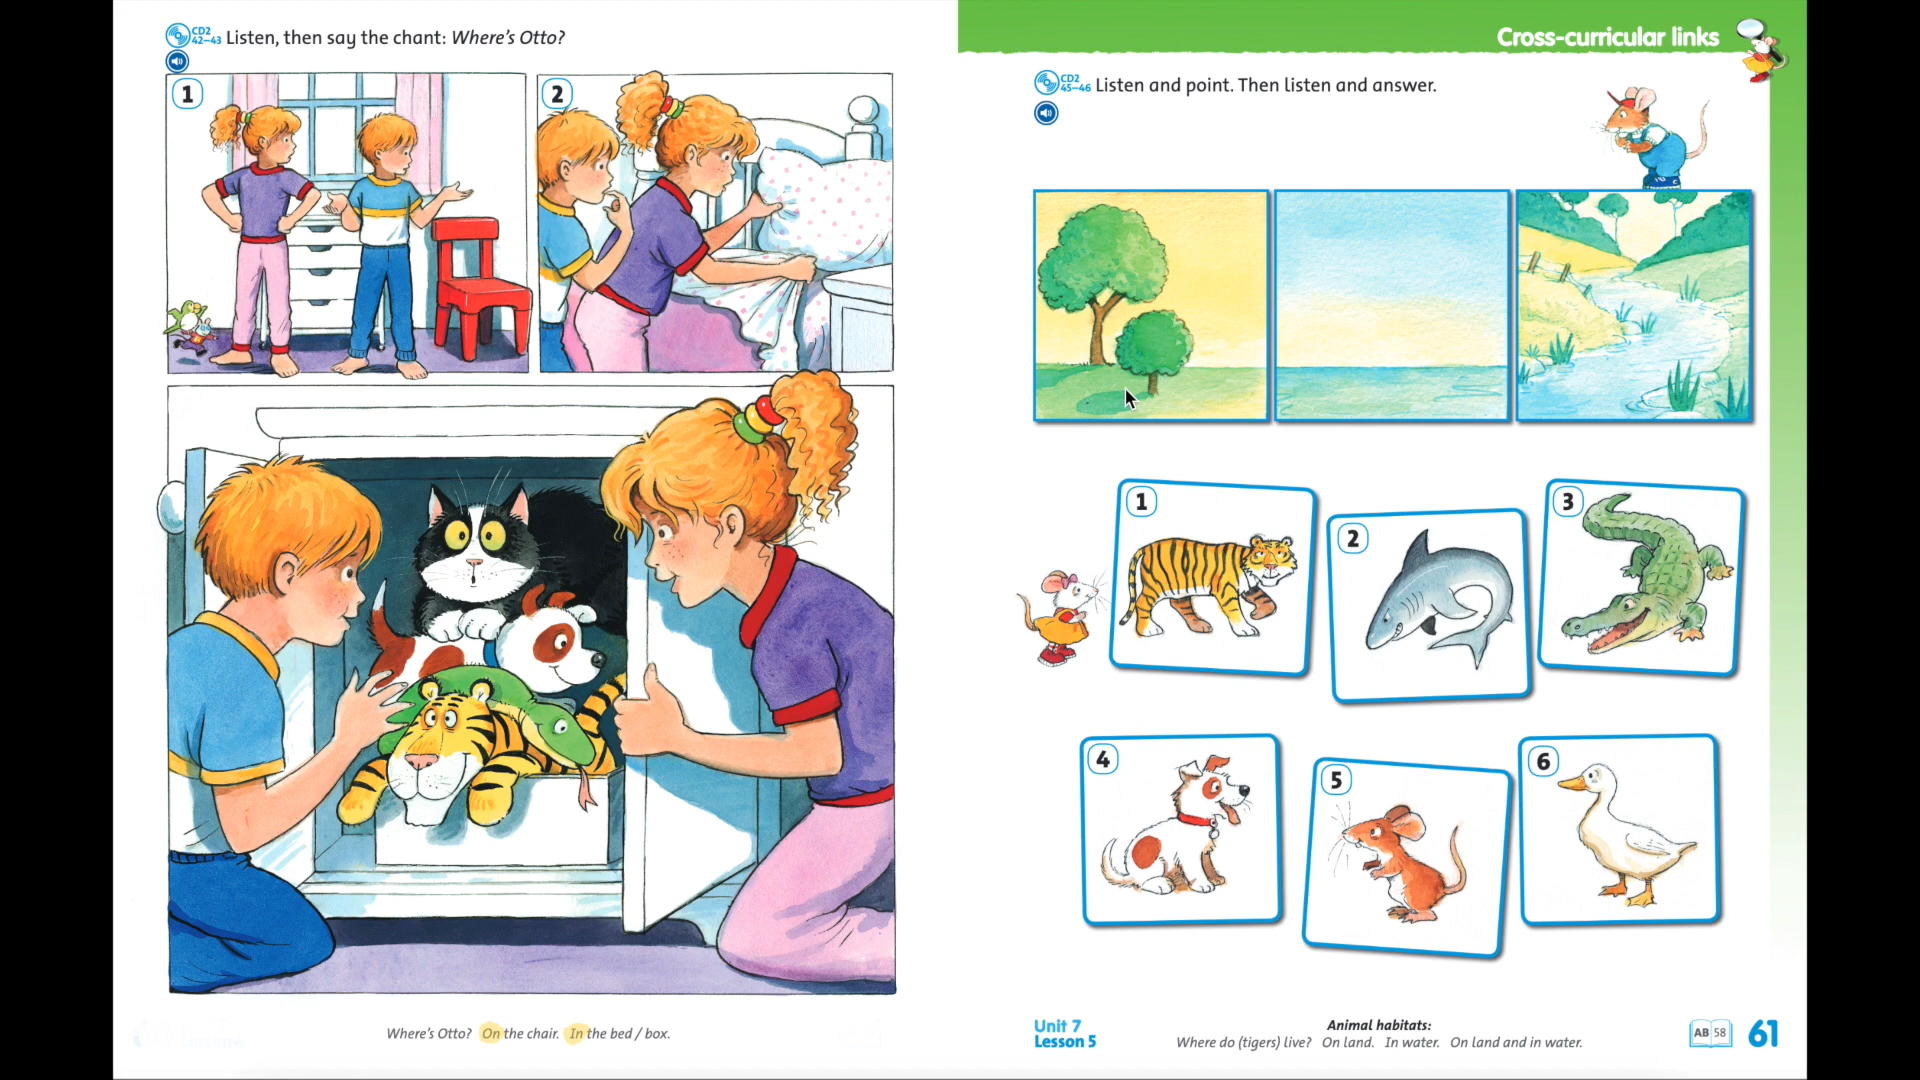 CD2
42–43 Listen, then say the chant: Where's Otto?
1
2
Where's Otto? On the chair. In the bed / box.
Cross-curricular links
CD2
45–46 Listen and point. Then listen and answer.
1
2
3
4
5
6
Unit 7
Lesson 5
Animal habitats:
Where do (tigers) live? On land. In water. On land and in water.
AB 58
61